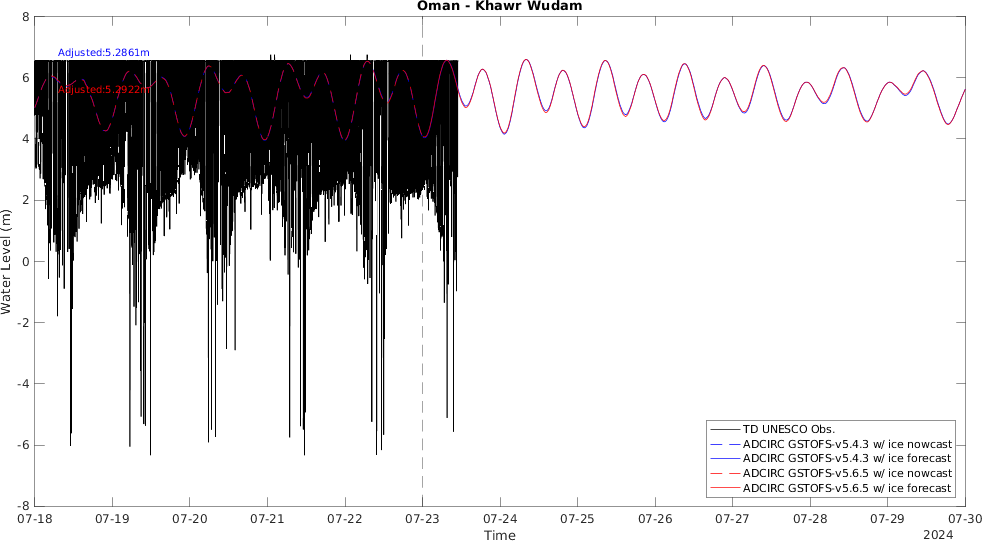 Oman - Khawr Wudam
8
6
4
2
0
-2
-4
-6
-8
Water Level (m)
Adjusted:5.2861m
Adjusted:5.2922m
TD UNESCO Obs.
ADCIRC GSTOFS-v5.4.3 w/ ice nowcast
ADCIRC GSTOFS-v5.4.3 w/ ice forecast
ADCIRC GSTOFS-v5.6.5 w/ ice nowcast
ADCIRC GSTOFS-v5.6.5 w/ ice forecast
07-18 07-19 07-20 07-21 07-22 07-23 07-24 07-25 07-26 07-27 07-28 07-29 07-30
Time
2024